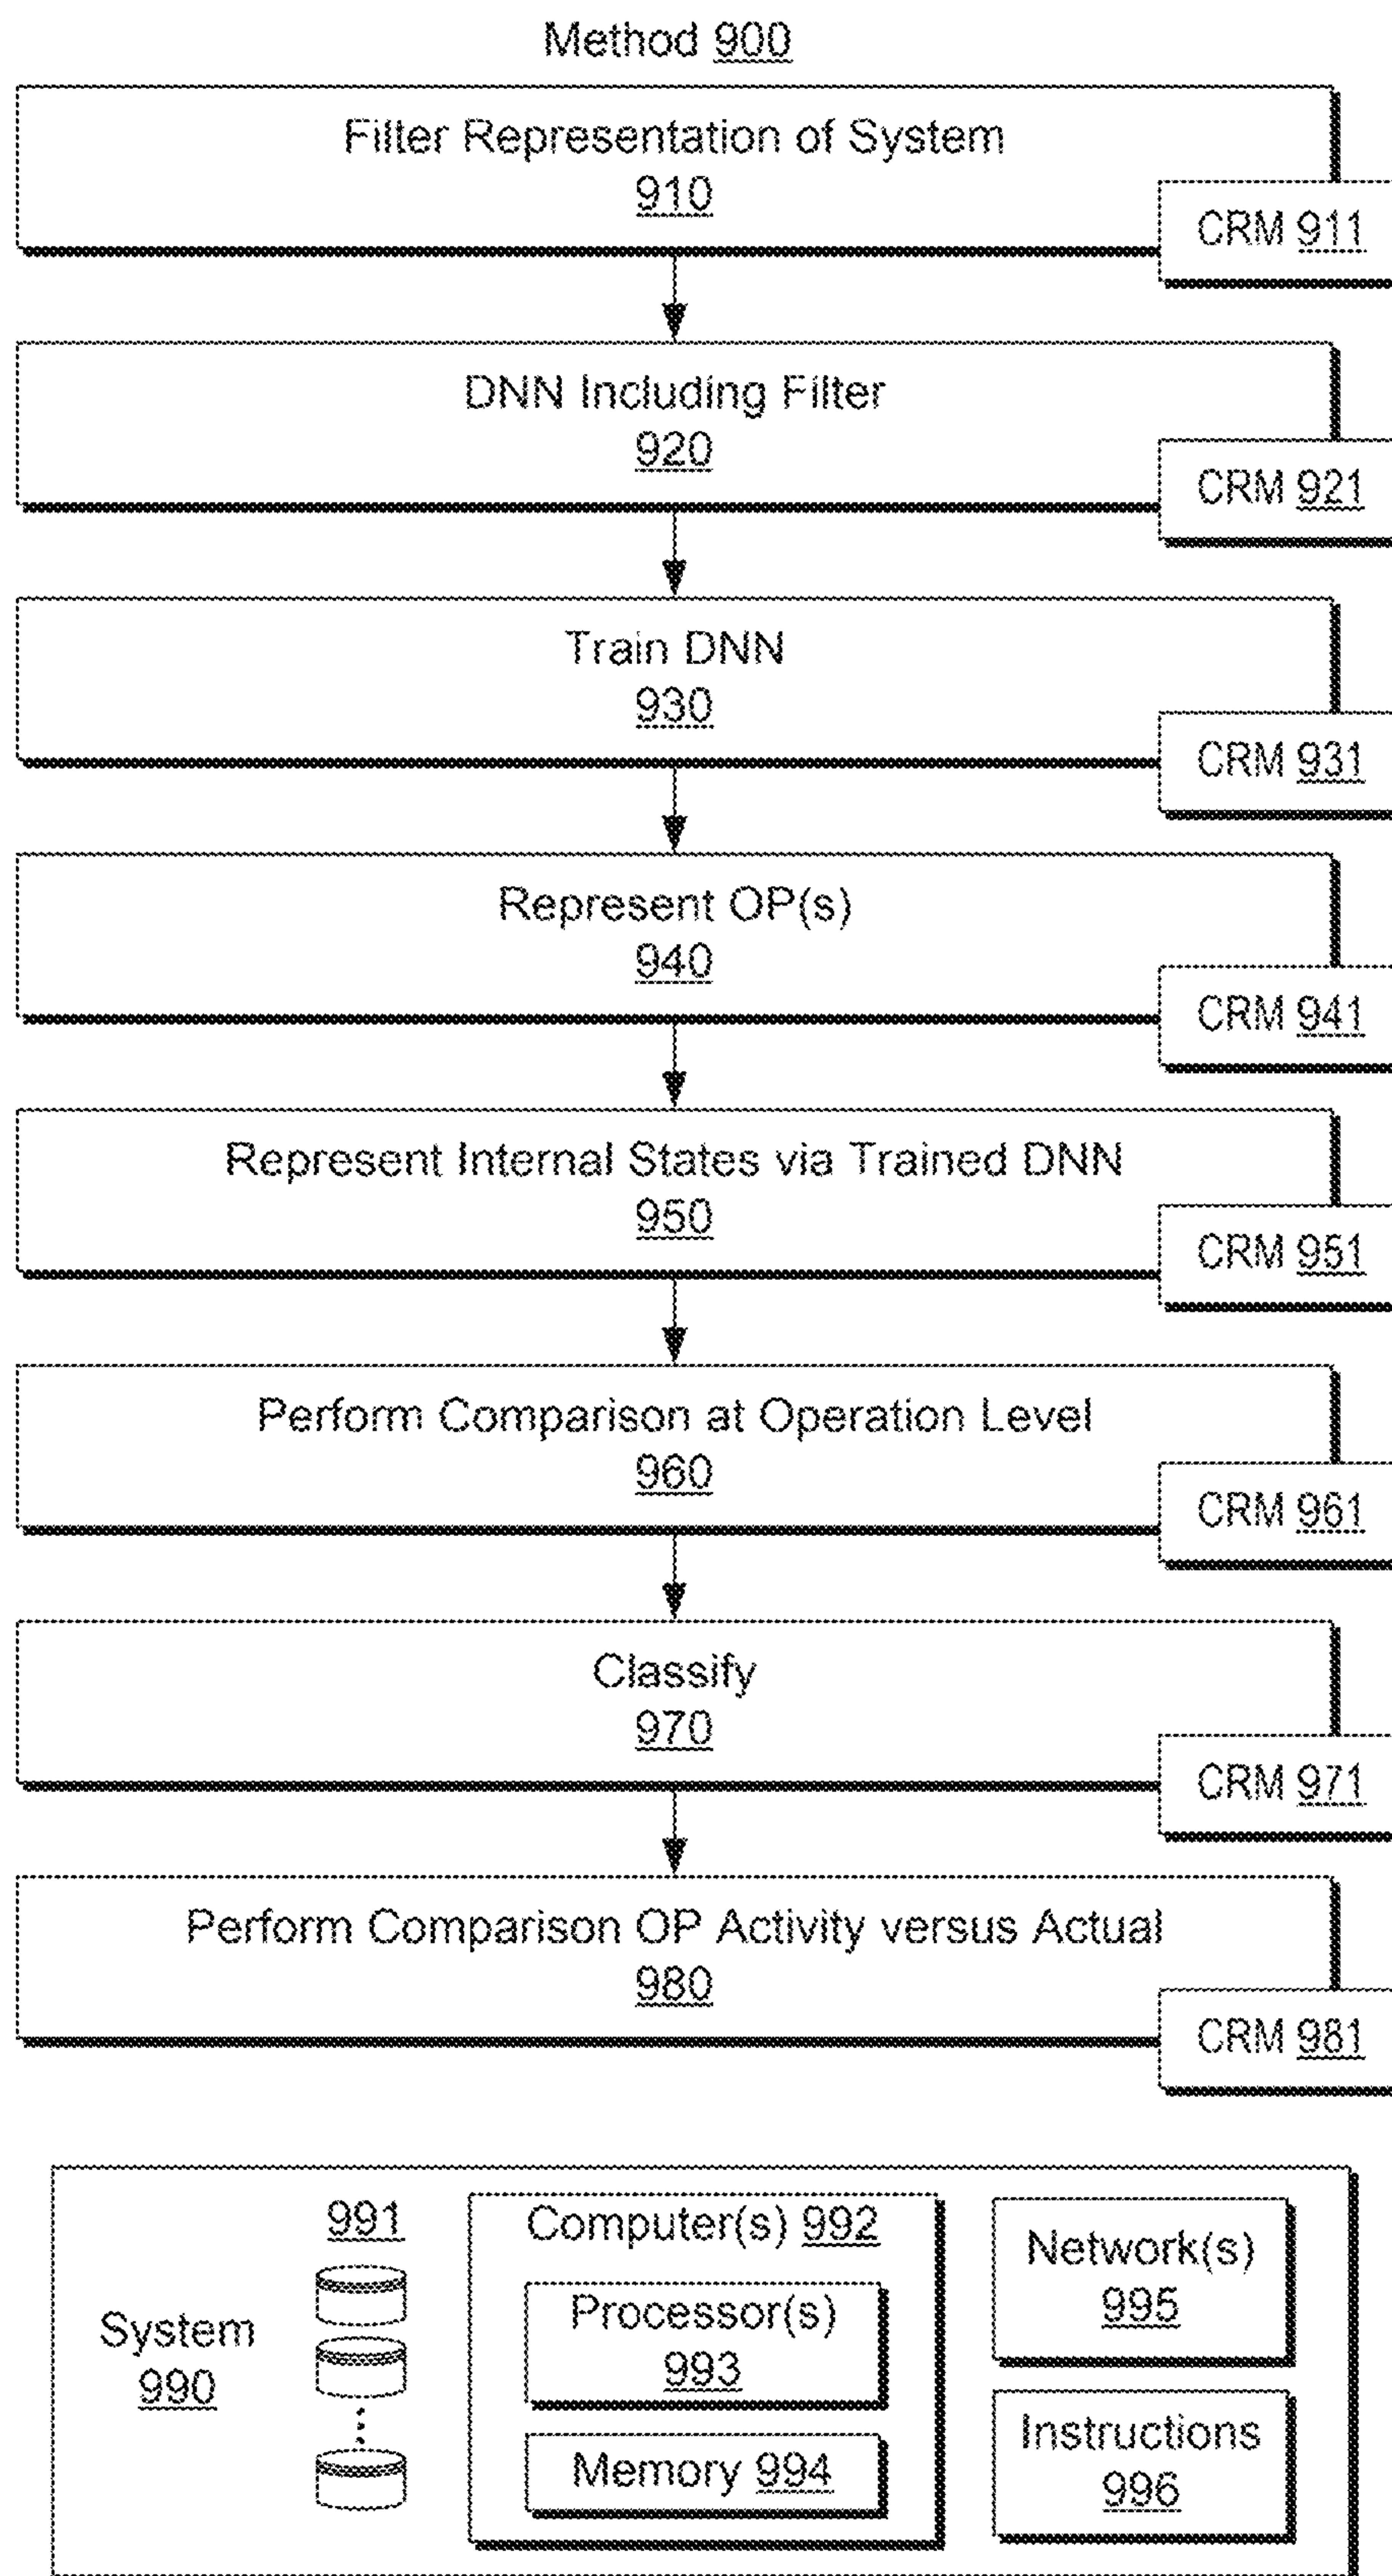 Method 900
Filter Representation of System
910
CRM 911
DNN Including Filter
920
CRM 921
Train DNN
930
CRM 931
Represent OP(s)
940
CRM 941
Represent Internal States via Trained DNN
950
CRM 951
Perform Comparison at Operation Level
960
CRM 961
Classify
970
CRM 971
Perform Comparison OP Activity versus Actual
980
CRM 981
System
990
991
Computer(s) 992
Processor(s)
993
Memory 994
Network(s)
995
Instructions
996